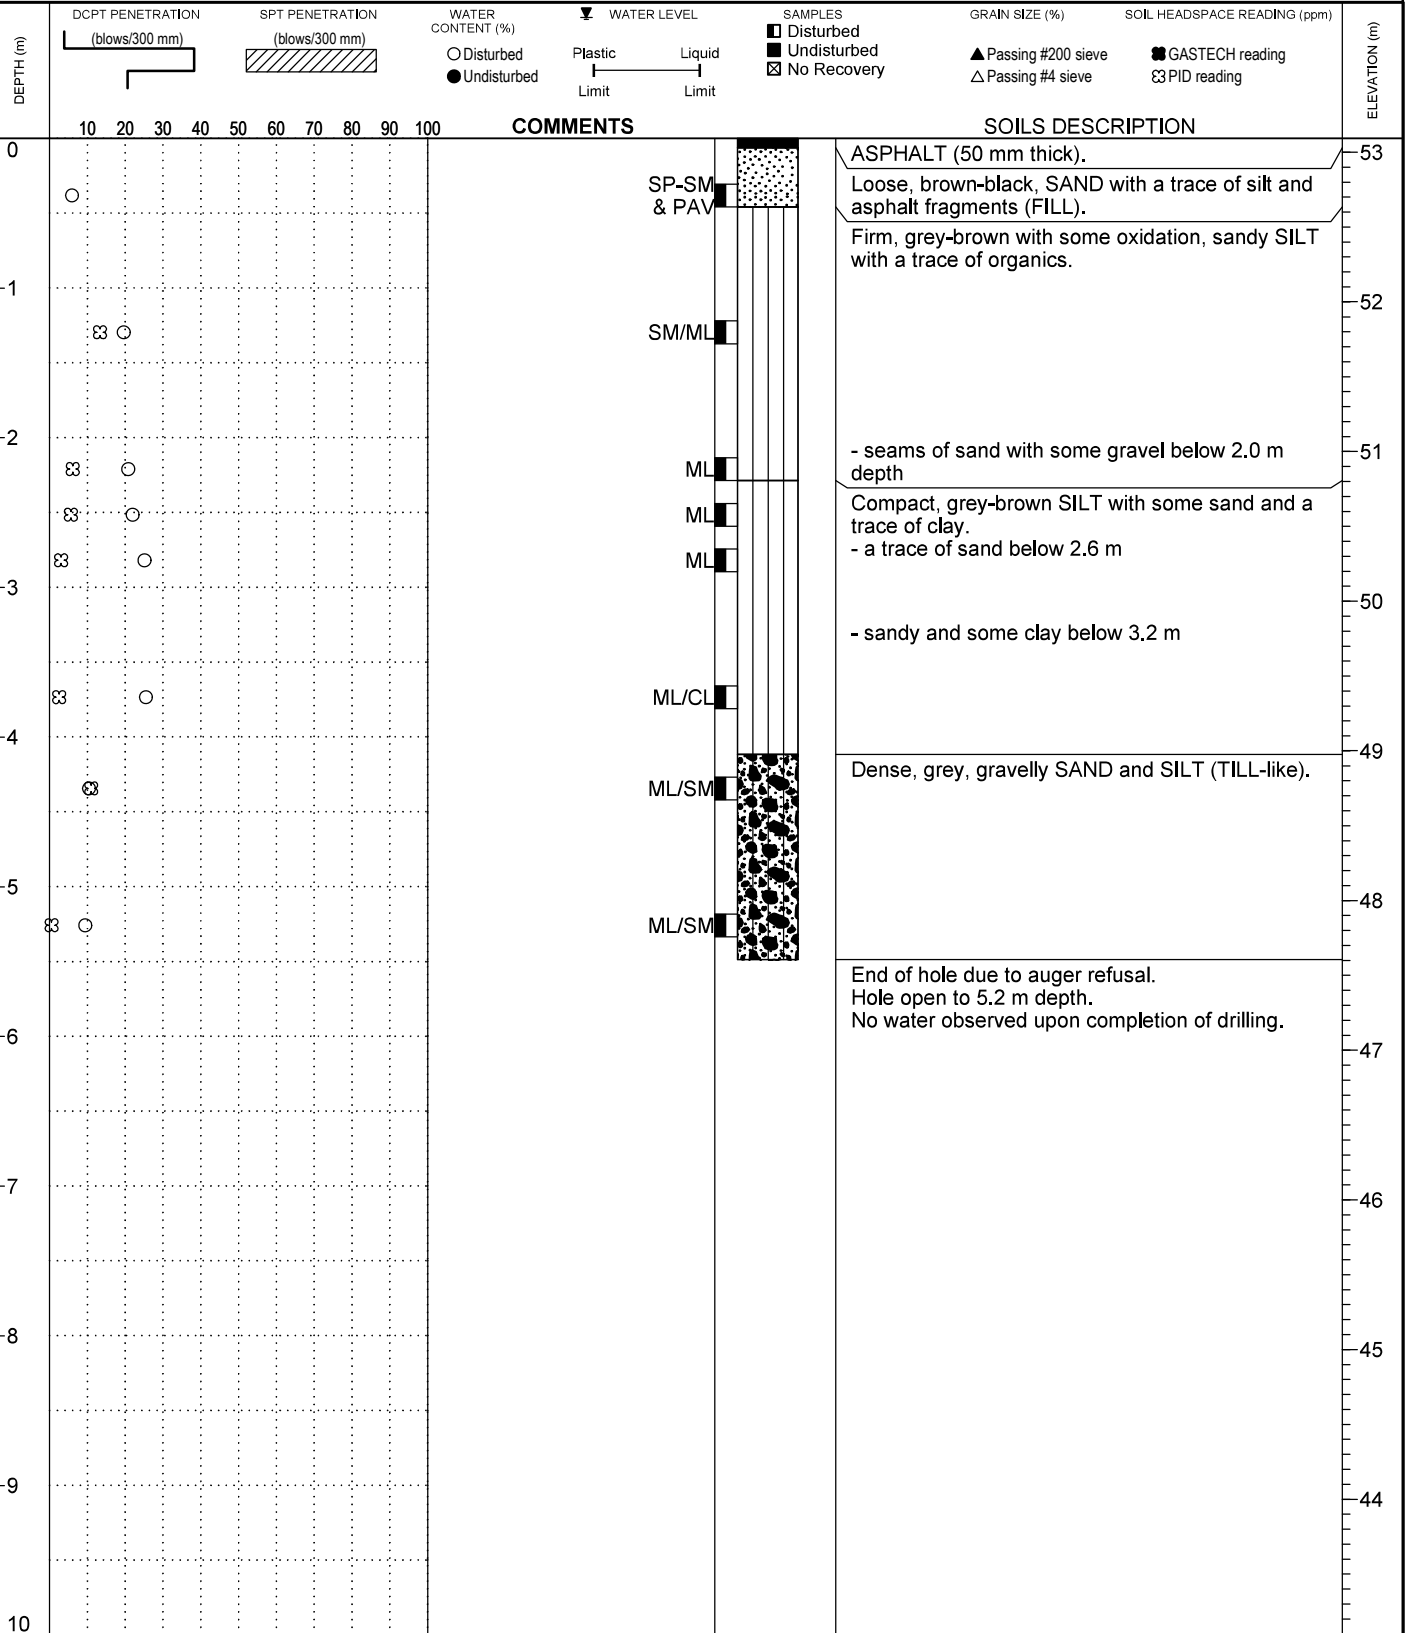 DEPTH (m)
DCPT PENETRATION
(blows/300 mm)
SPT PENETRATION
(blows/300 mm)
WATER
CONTENT (%)
Disturbed
Undisturbed
WATER LEVEL
Plastic Liquid
Limit Limit
SAMPLES
Disturbed
Undisturbed
No Recovery
GRAIN SIZE (%)
Passing #200 sieve
Passing #4 sieve
SOIL HEADSPACE READING (ppm)
GASTECH reading
PID reading
ELEVATION (m)
10 20 30 40 50 60 70 80 90 100
COMMENTS
SOILS DESCRIPTION
0
1
2
3
4
5
6
7
8
9
10
SP-SM
& PAV
SM/ML
ML
ML
ML
ML/CL
ML/SM
ML/SM
ASPHALT (50 mm thick).
Loose, brown-black, SAND with a trace of silt and
asphalt fragments (FILL).
Firm, grey-brown with some oxidation, sandy SILT
with a trace of organics.
- seams of sand with some gravel below 2.0 m
depth
Compact, grey-brown SILT with some sand and a
trace of clay.
- a trace of sand below 2.6 m
- sandy and some clay below 3.2 m
Dense, grey, gravelly SAND and SILT (TILL-like).
End of hole due to auger refusal.
Hole open to 5.2 m depth.
No water observed upon completion of drilling.
53
52
51
50
49
48
47
46
45
44